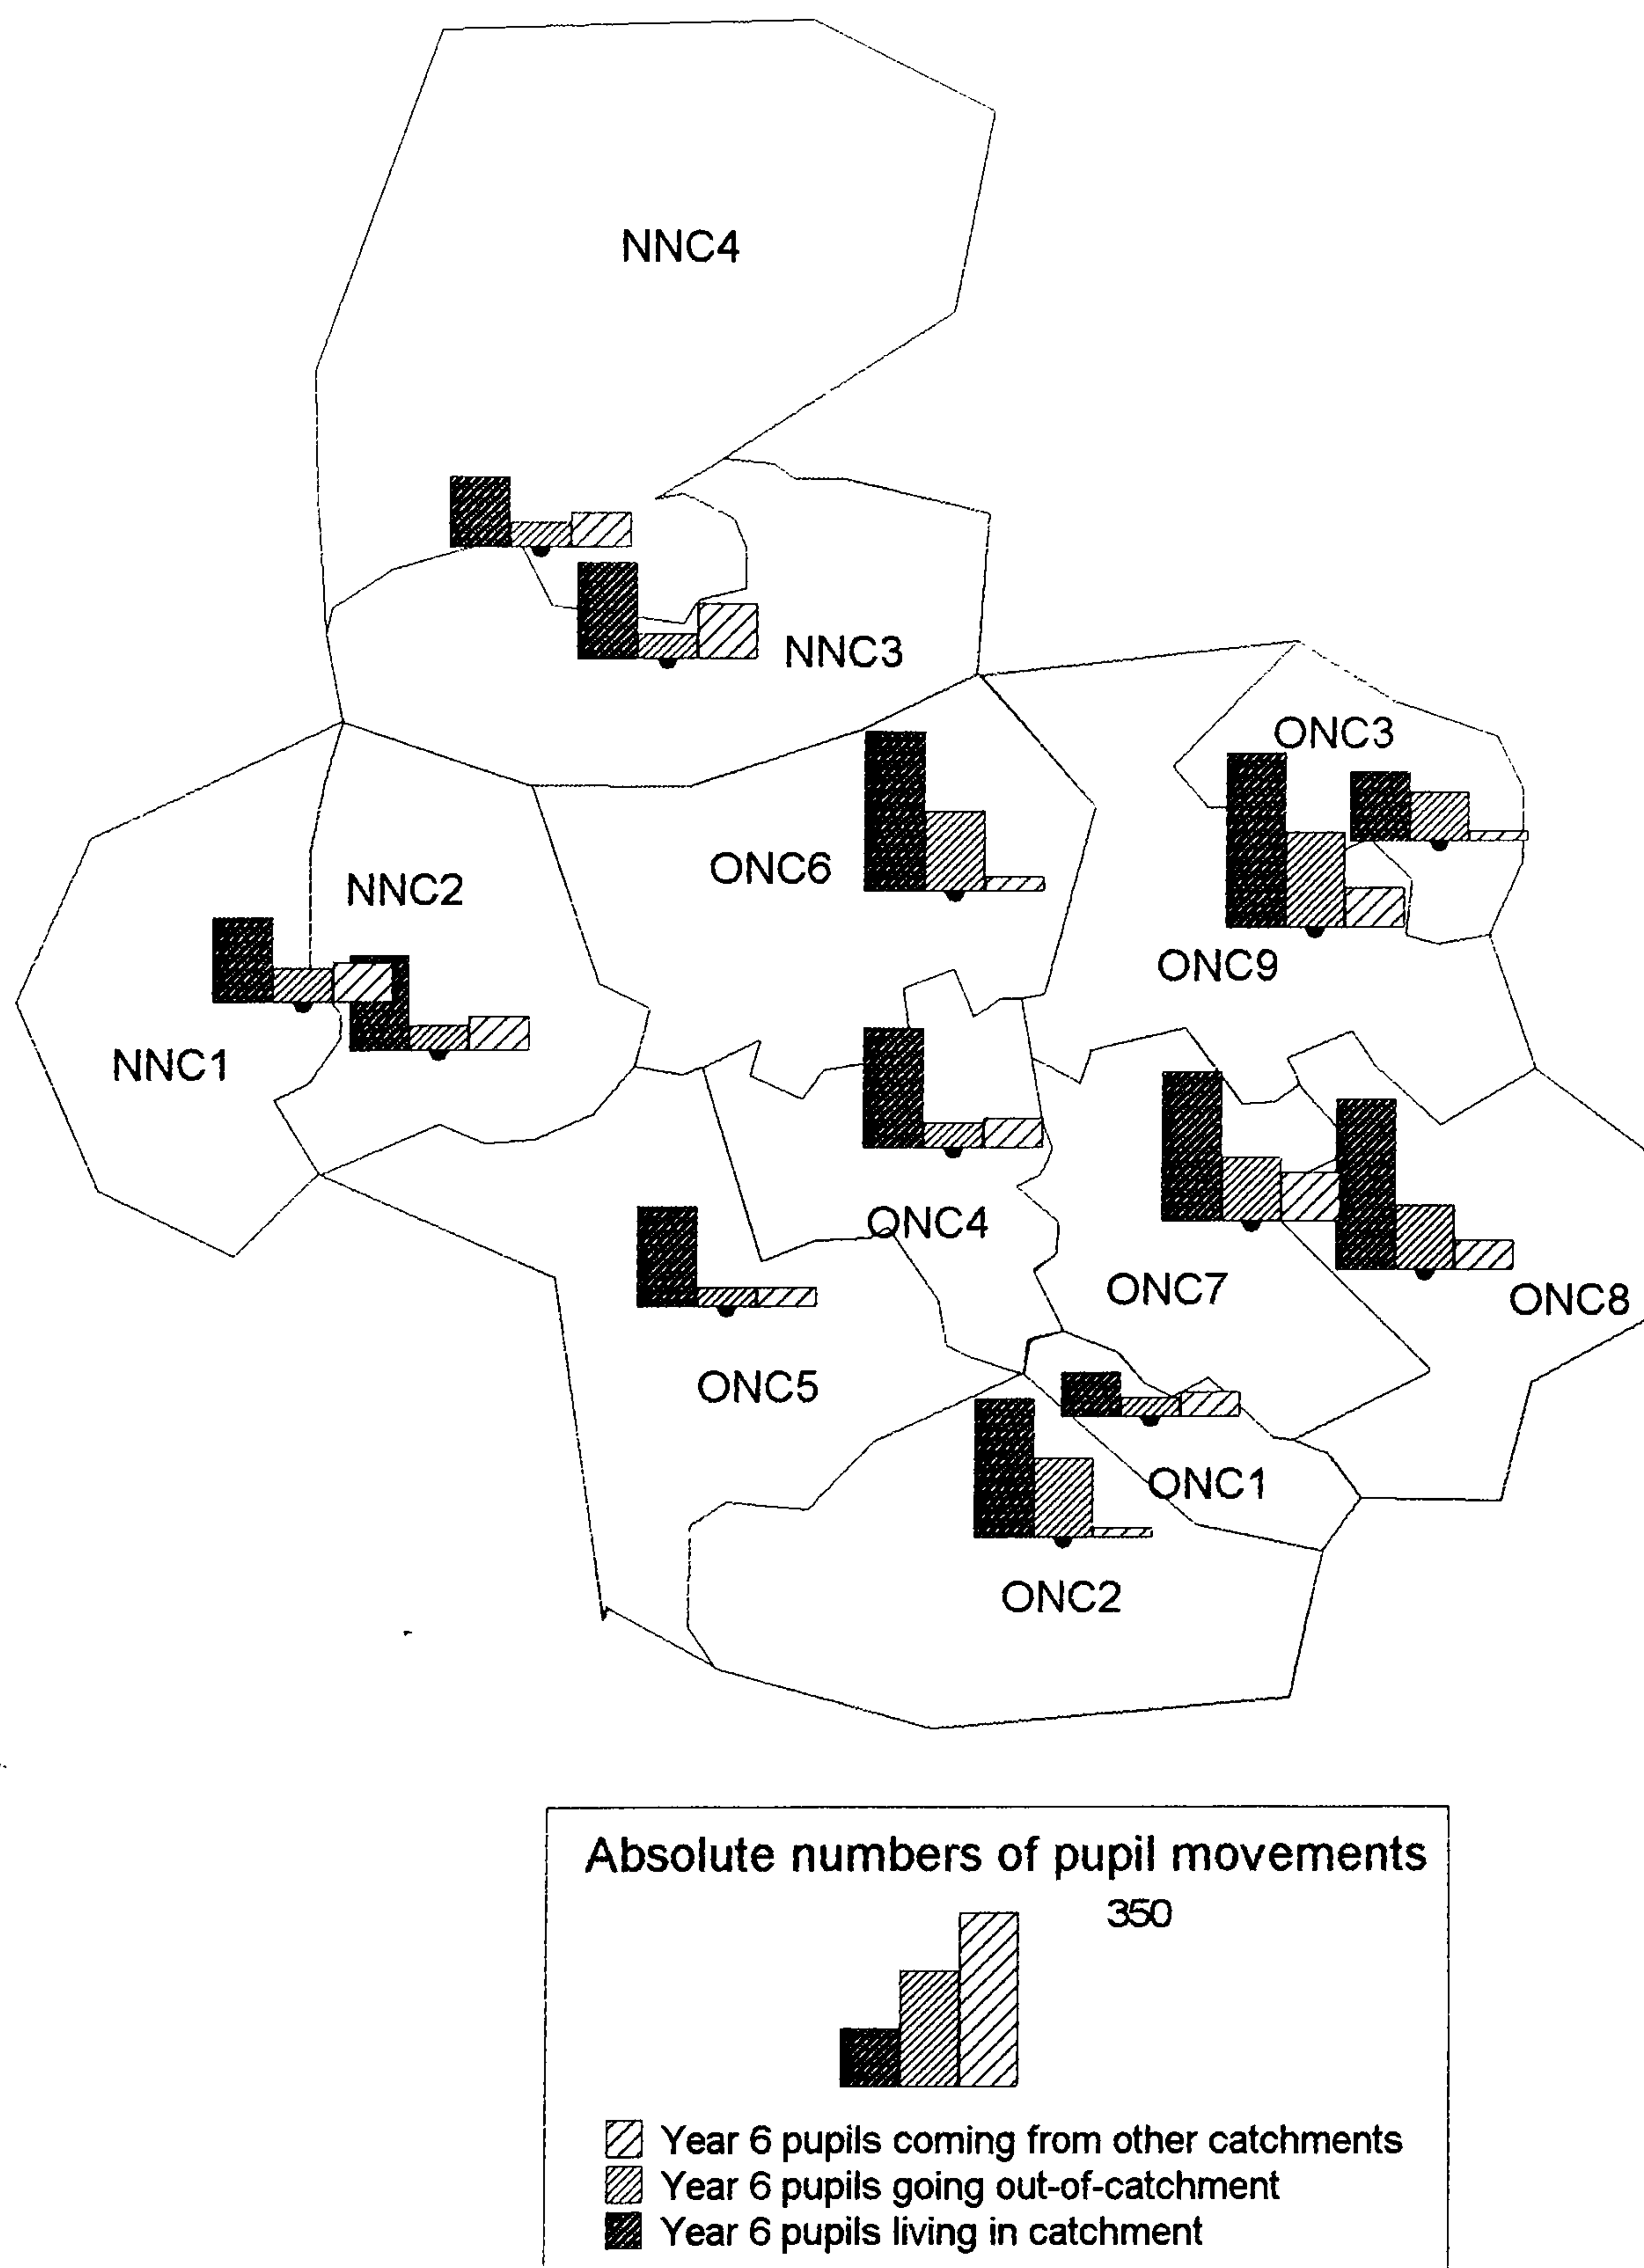 NNC4
NNC3
ONC3
ONC6
NNC2
ONC9
NNC1
ONC4
ONC7
ONC8
ONC5
ONC1
ONC2
Absolute numbers of pupil movements
350
Year 6 pupils coming from other catchments
Year 6 pupils going out-of-catchment
Year 6 pupils living in catchment